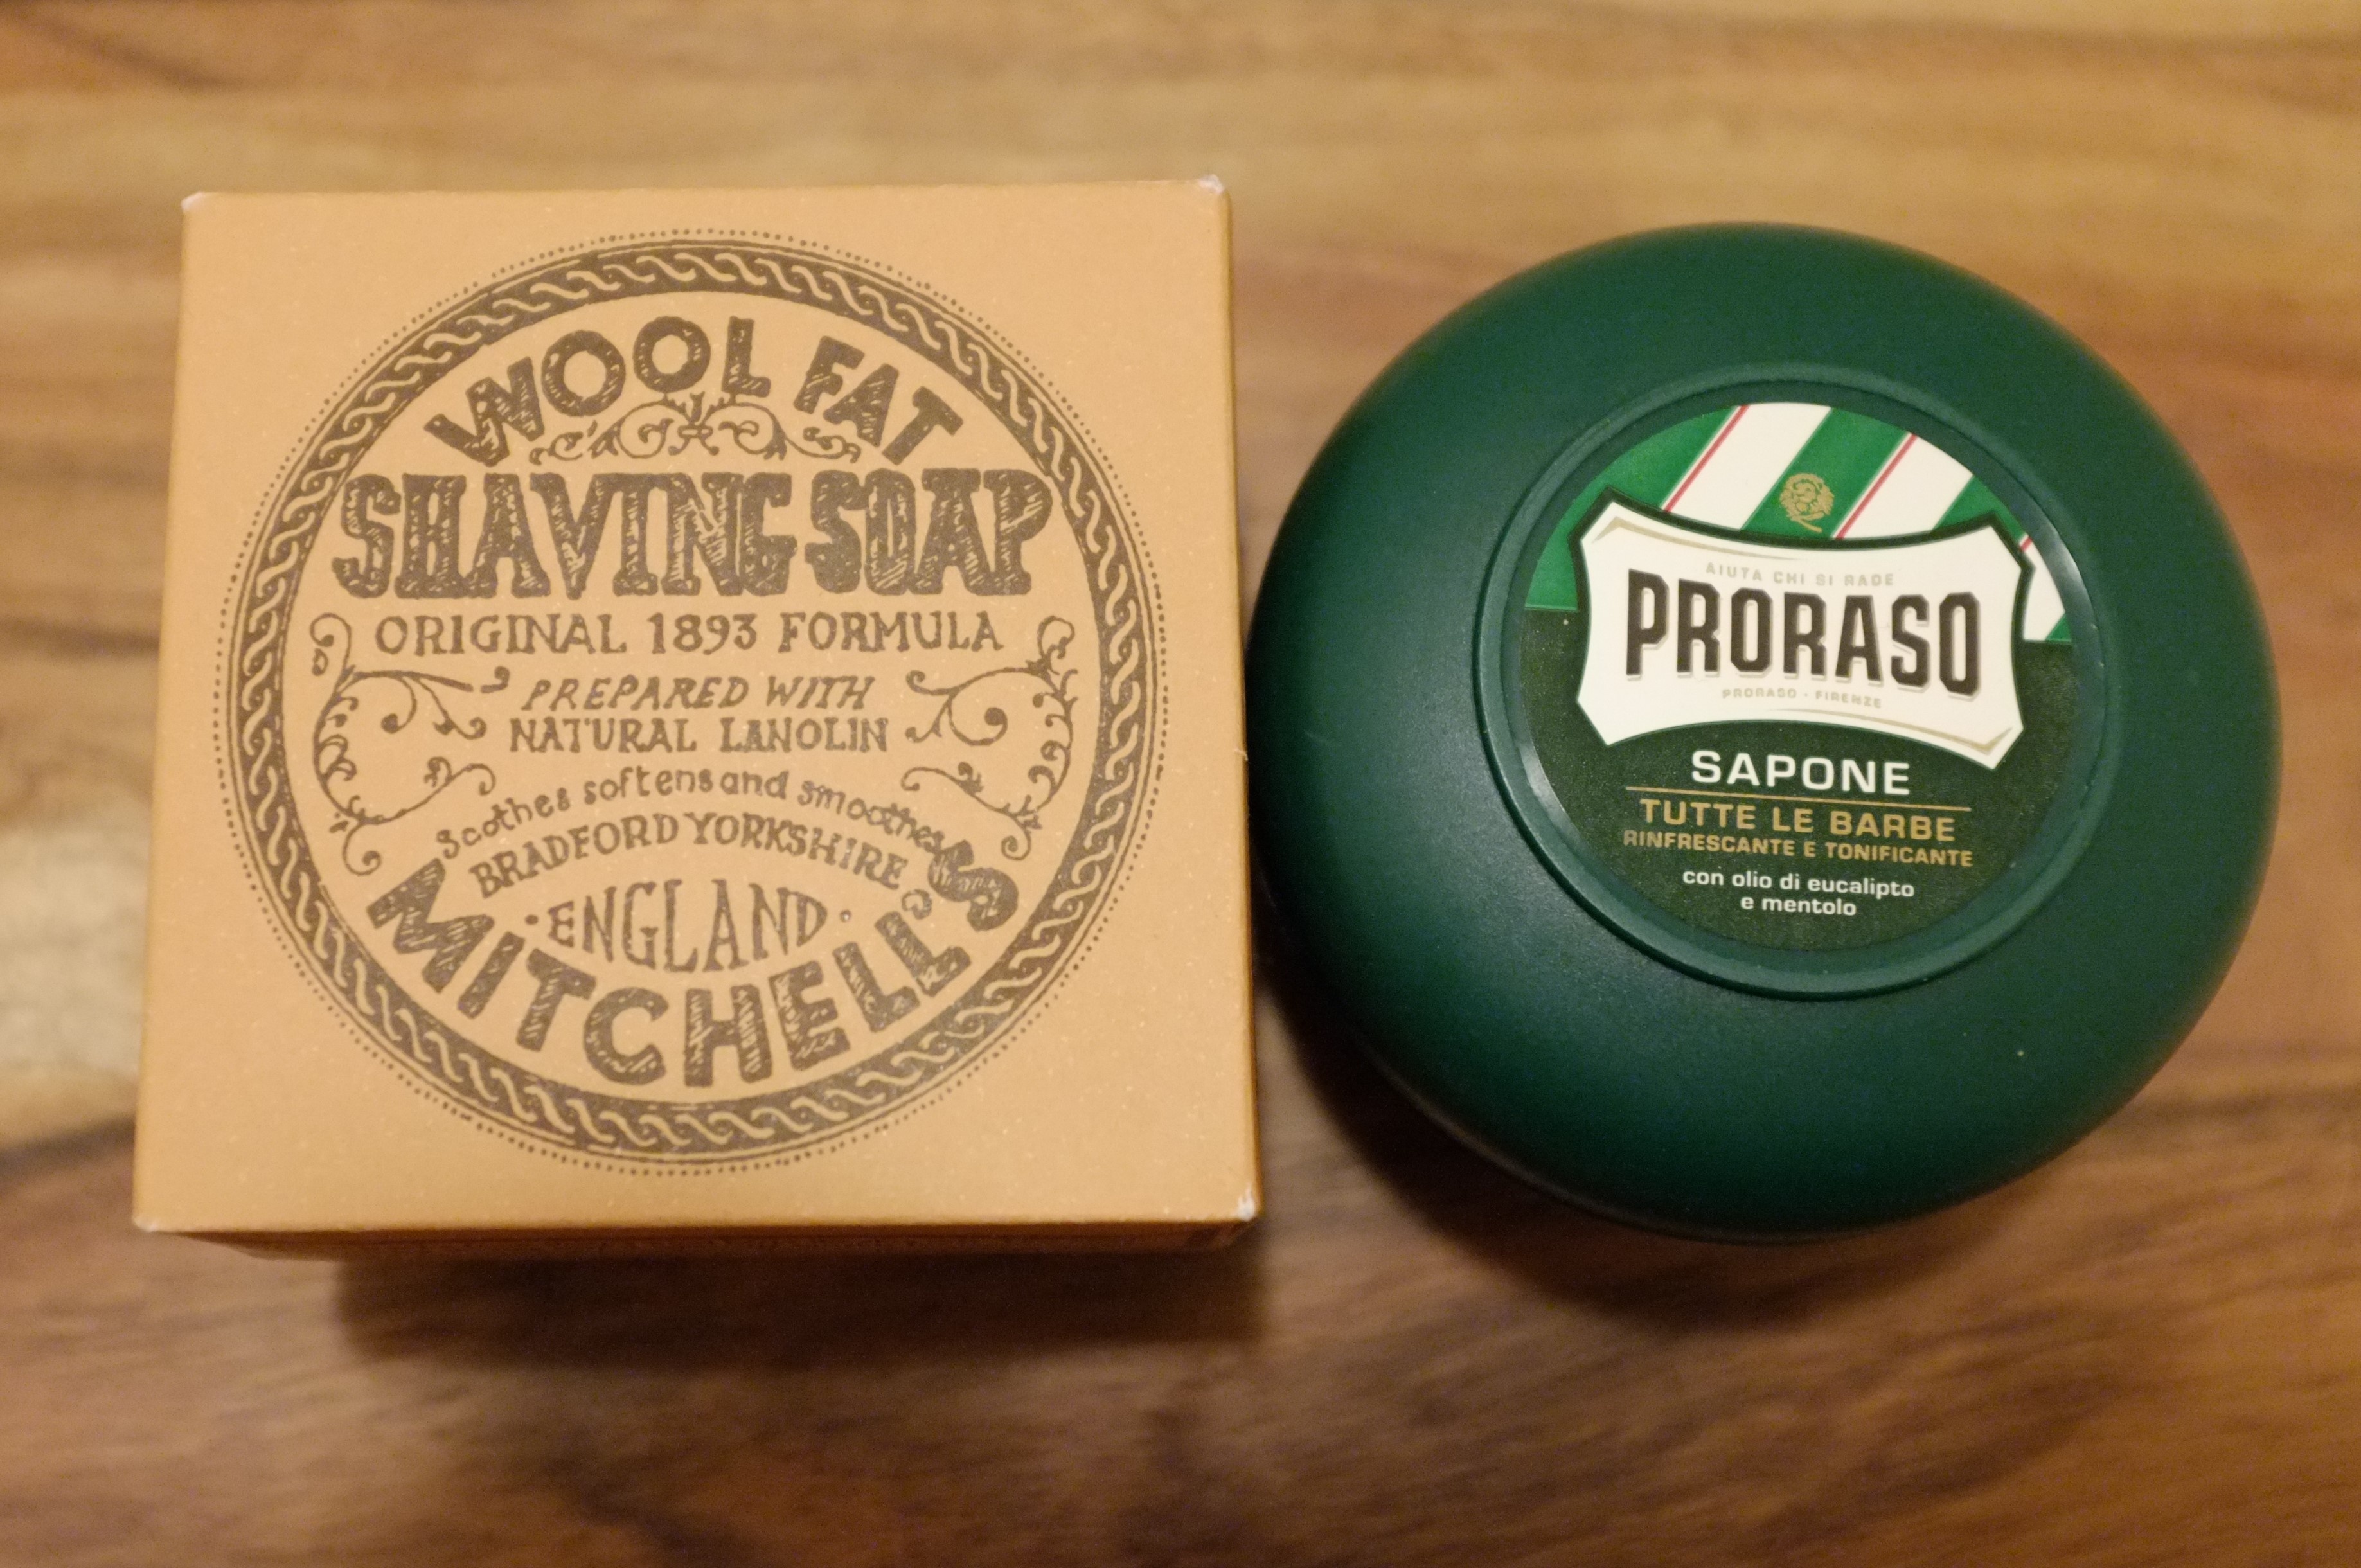 WOOL FAT
SHAVING SOAP
ORIGINAL 1893 FORMULA
PREPARED WITH
NATURAL LANOLIN
Soothes softens and smoothes
BRADFORD YORKSHIRE
·ENGLAND·
MITCHELL'S
AIUTA CHI SI RADE
PRORASO
PRORASO · FIRENZE
SAPONE
TUTTE LE BARBE
RINFRESCANTE E TONIFICANTE
con olio di eucalipto
e mentolo